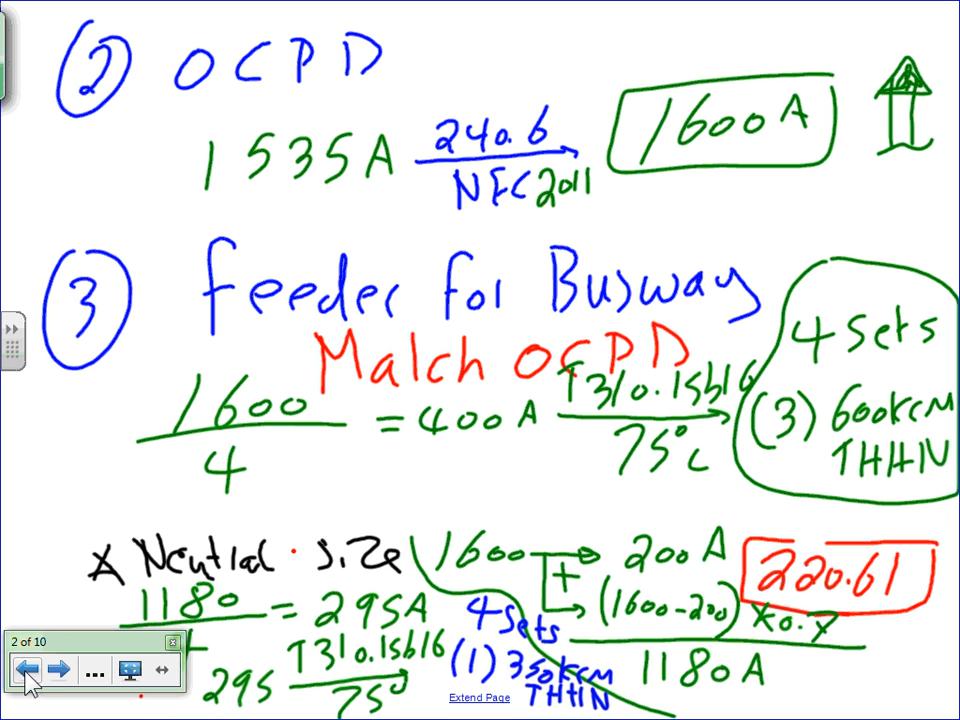 ② OCPD
1535A 240.6 NEC 2011 1600A
③ Feeder for Busway
Match OCPD
1600 / 4 = 400A T310.15b16 75°C
4 Sets
(3) 600kcm
THHN
* Neutral size
1600 → 200A
+ (1600-200) x0.7
1180A
220.61
1180 = 295A
295 T310.15b16 75°
4 Sets
(1) 350kcm
THHN
2 of 10
...
Extend Page